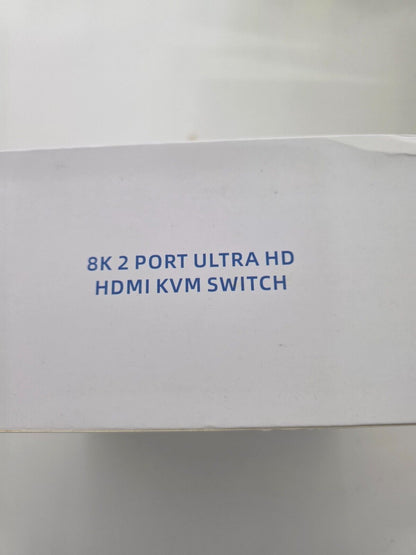 8K 2 PORT ULTRA HD
HDMI KVM SWITCH